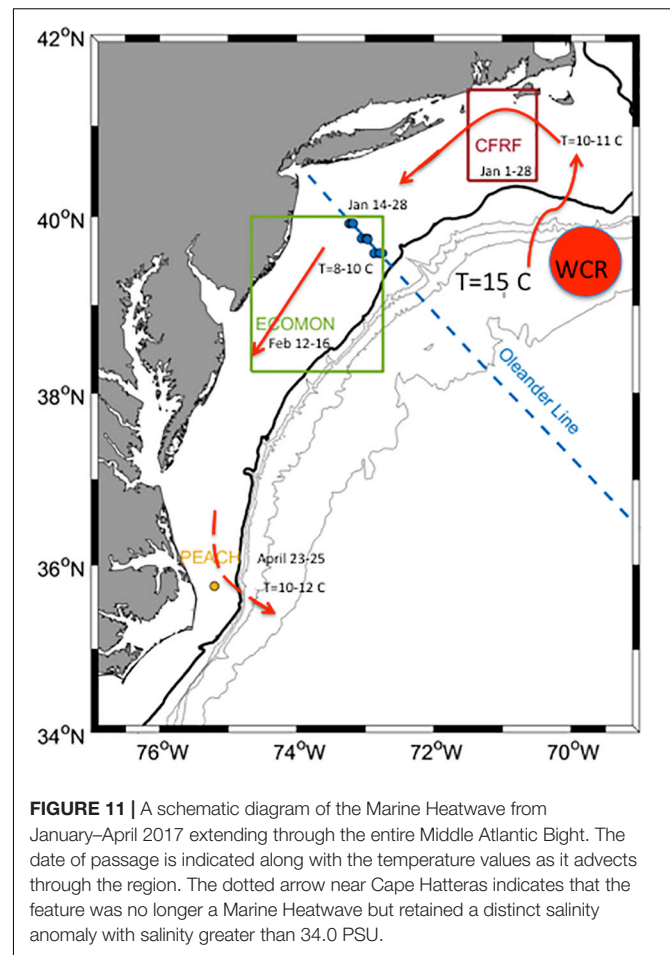 42°N
CFRF
T=10-11 C
Jan 1-28
40°N
Jan 14-28
WCR
T=8-10 C
T=15 C
ECOMON
Feb 12-16
Oleander Line
38°N
36°N
PEACH
April 23-25
T=10-12 C
34°N
76°W
74°W
72°W
70°W
FIGURE 11 | A schematic diagram of the Marine Heatwave from
January–April 2017 extending through the entire Middle Atlantic Bight. The
date of passage is indicated along with the temperature values as it advects
through the region. The dotted arrow near Cape Hatteras indicates that the
feature was no longer a Marine Heatwave but retained a distinct salinity
anomaly with salinity greater than 34.0 PSU.